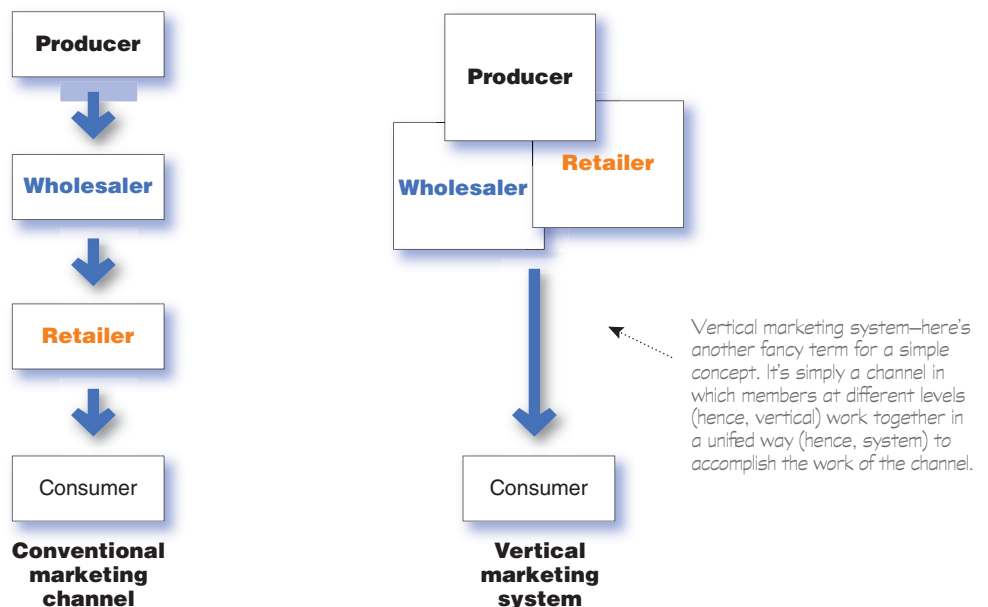 Producer
Wholesaler
Retailer
Consumer
Conventional
marketing
channel
Producer
Wholesaler
Retailer
Consumer
Vertical
marketing
system
Vertical marketing system—here's
another fancy term for a simple
concept. It's simply a channel in
which members at different levels
(hence, vertical) work together in
a unified way (hence, system) to
accomplish the work of the channel.